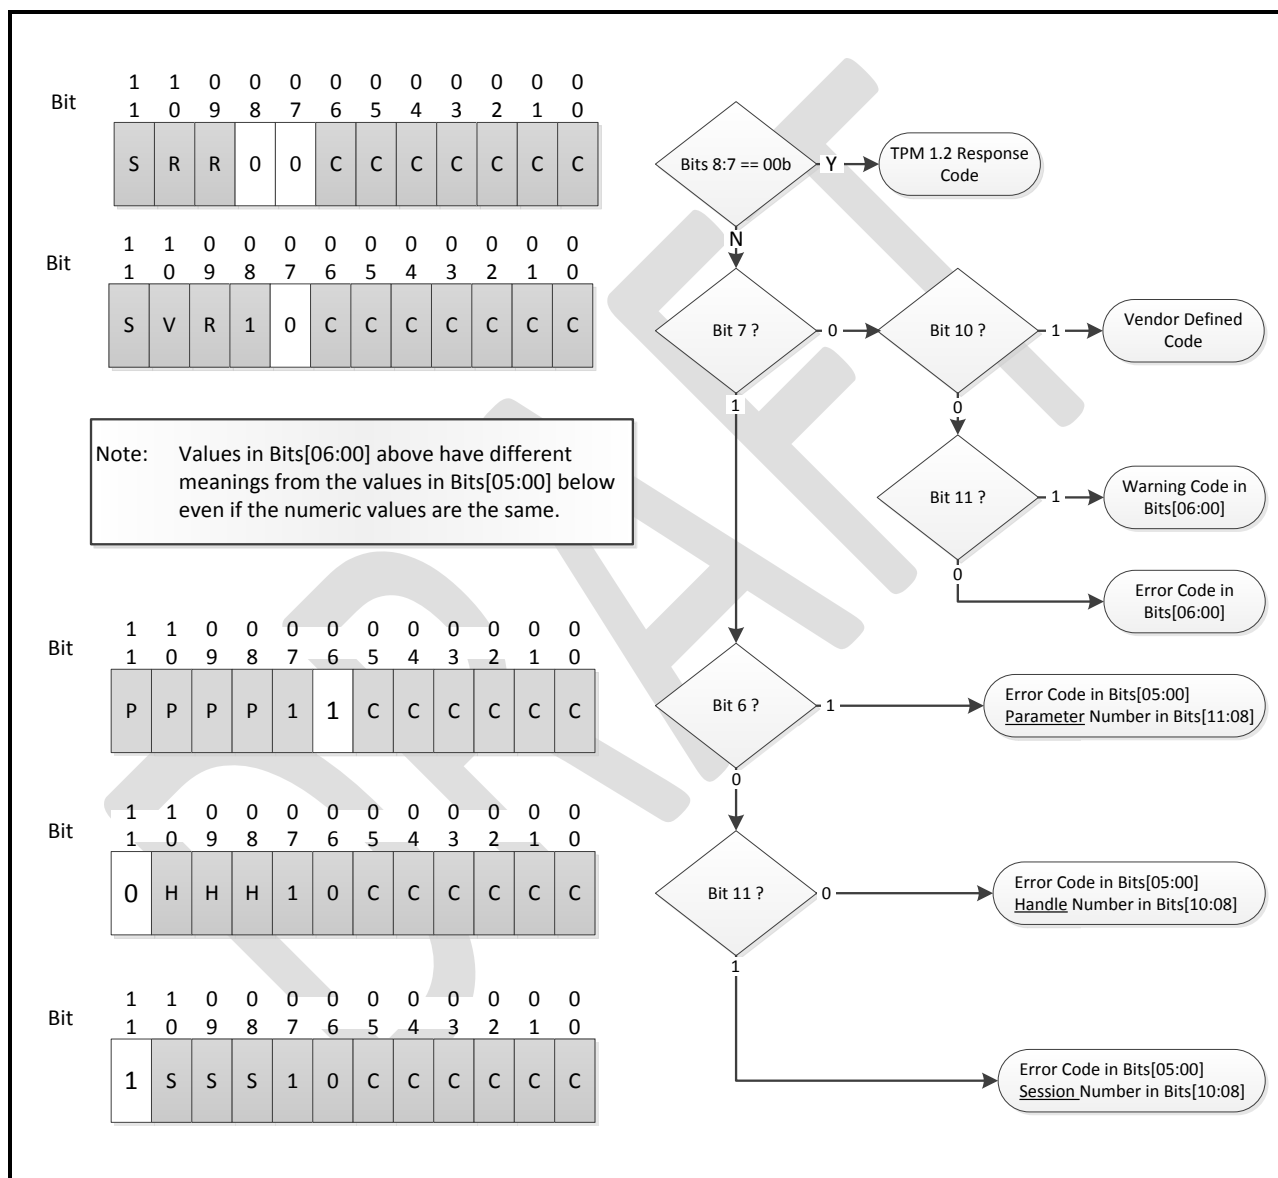 1 1 0 0 0 0 0 0 0 0 0 0
Bit
1 0 9 8 7 6 5 4 3 2 1 0
S R R 0 0 C C C C C C C
1 1 0 0 0 0 0 0 0 0 0 0
Bit
1 0 9 8 7 6 5 4 3 2 1 0
S V R 1 0 C C C C C C C
Note: Values in Bits[06:00] above have different
meanings from the values in Bits[05:00] below
even if the numeric values are the same.
1 1 0 0 0 0 0 0 0 0 0 0
Bit
1 0 9 8 7 6 5 4 3 2 1 0
P P P P 1 1 C C C C C C
1 1 0 0 0 0 0 0 0 0 0 0
Bit
1 0 9 8 7 6 5 4 3 2 1 0
0 H H H 1 0 C C C C C C
1 1 0 0 0 0 0 0 0 0 0 0
Bit
1 0 9 8 7 6 5 4 3 2 1 0
1 S S S 1 0 C C C C C C
Bits 8:7 == 00b
Y
TPM 1.2 Response
Code
N
Bit 7 ?
0
Bit 10 ?
1
Vendor Defined
Code
0
Bit 11 ?
1
Warning Code in
Bits[06:00]
0
Error Code in
Bits[06:00]
1
Bit 6 ?
1
Error Code in Bits[05:00]
Parameter Number in Bits[11:08]
0
Bit 11 ?
0
Error Code in Bits[05:00]
Handle Number in Bits[10:08]
1
Error Code in Bits[05:00]
Session Number in Bits[10:08]
DRAFT